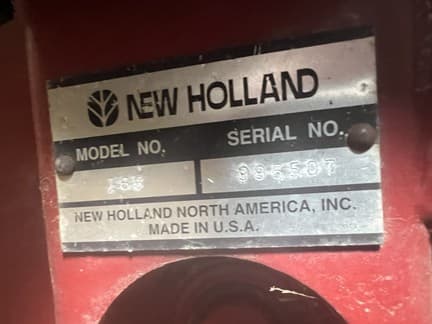 NEW HOLLAND
MODEL NO. SERIAL NO.
NEW HOLLAND NORTH AMERICA, INC.
MADE IN U.S.A.